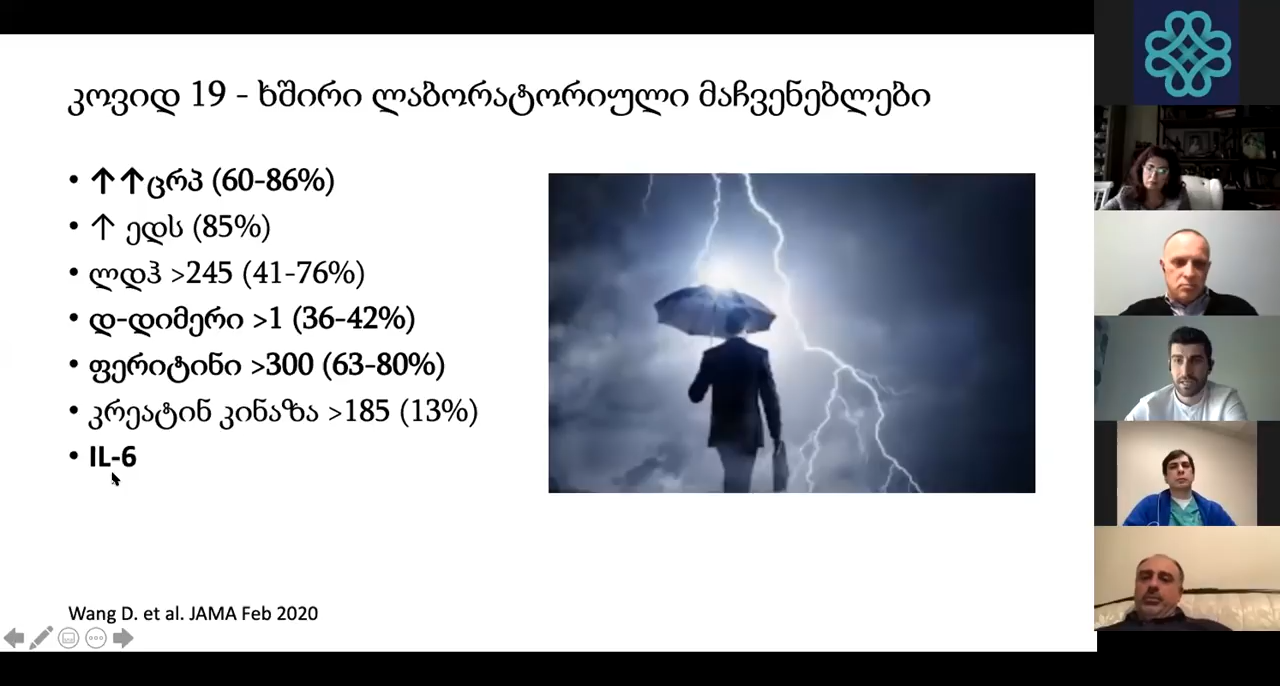 კოვიდ 19 - ხშირი ლაბორატორიული მაჩვენებლები
• ↑↑ცრპ (60-86%)
• ↑ ედს (85%)
• ლდჰ >245 (41-76%)
• დ-დიმერი >1 (36-42%)
• ფერიტინი >300 (63-80%)
• კრეატინ კინაზა >185 (13%)
• IL-6
Wang D. et al. JAMA Feb 2020